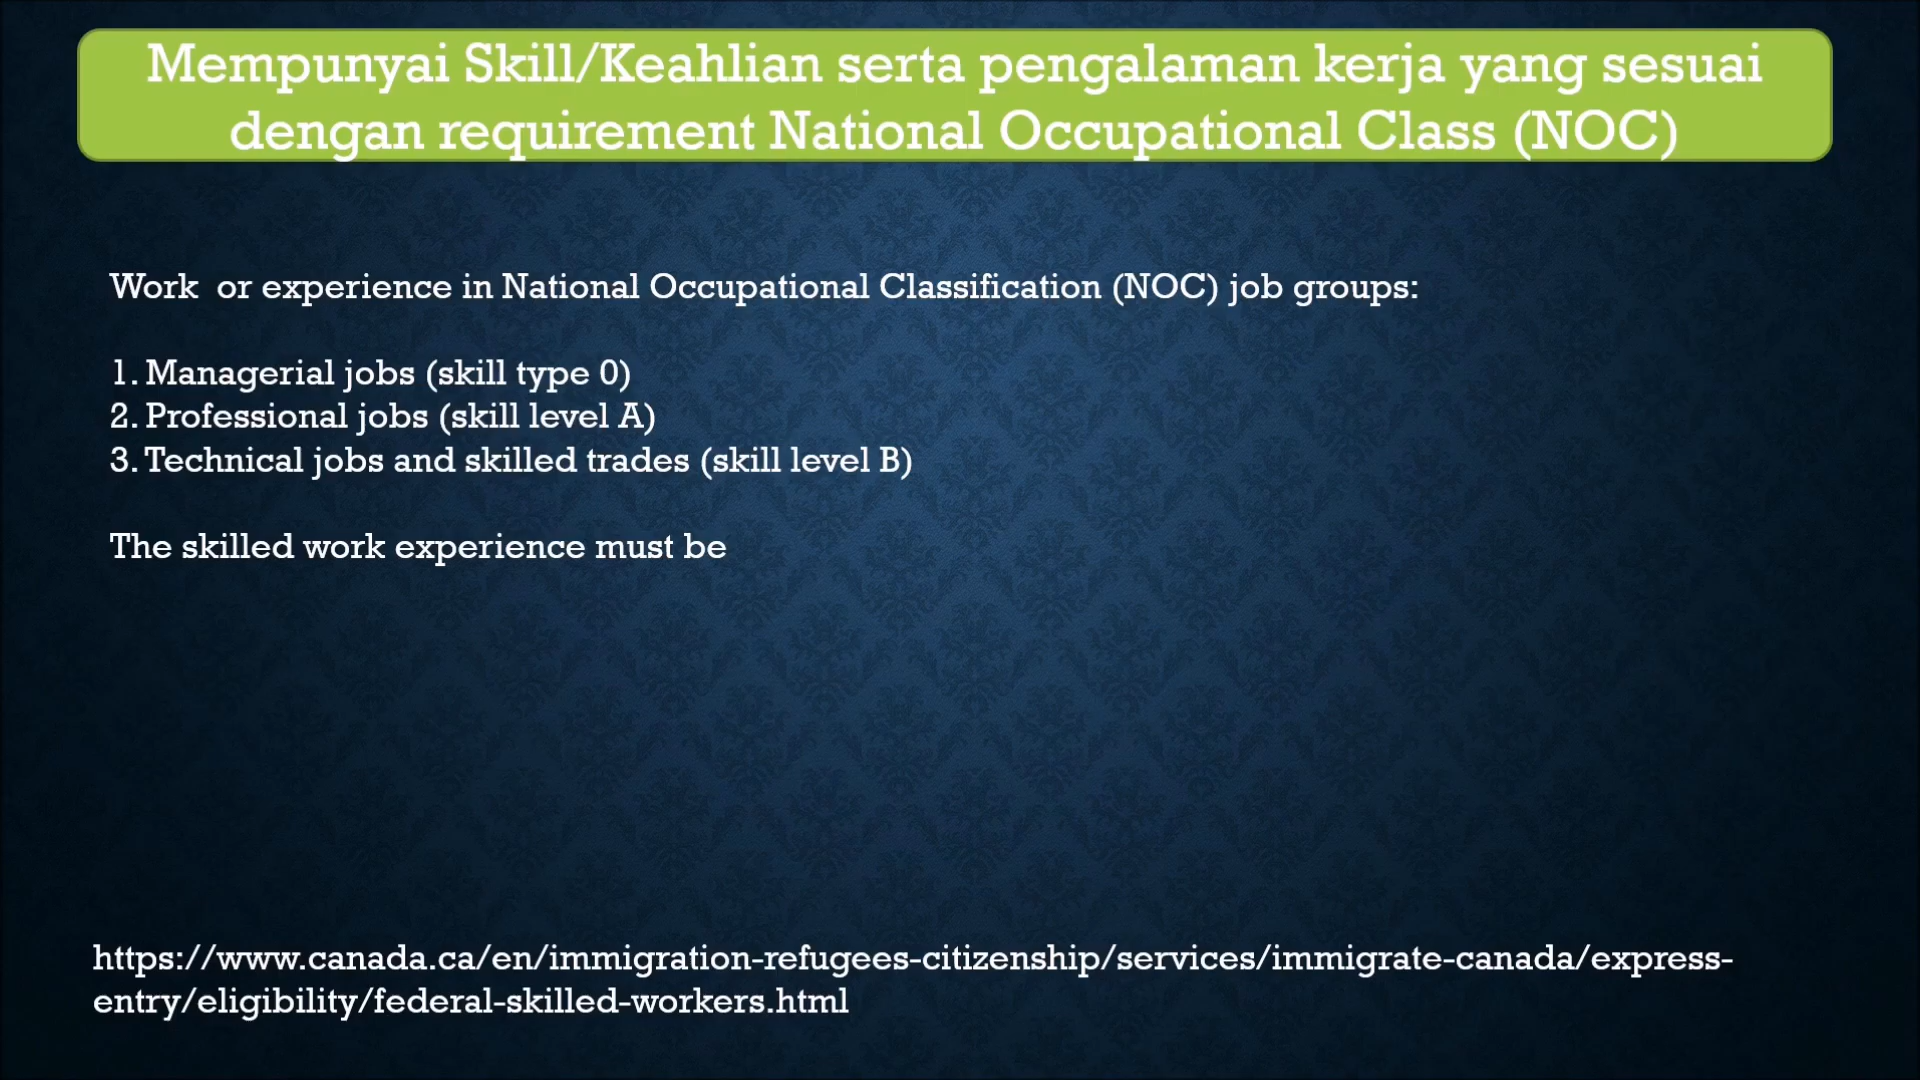 Mempunyai Skill/Keahlian serta pengalaman kerja yang sesuai
dengan requirement National Occupational Class (NOC)
Work  or experience in National Occupational Classification (NOC) job groups:
1. Managerial jobs (skill type 0)
2. Professional jobs (skill level A)
3. Technical jobs and skilled trades (skill level B)
The skilled work experience must be
https://www.canada.ca/en/immigration-refugees-citizenship/services/immigrate-canada/express-
entry/eligibility/federal-skilled-workers.html